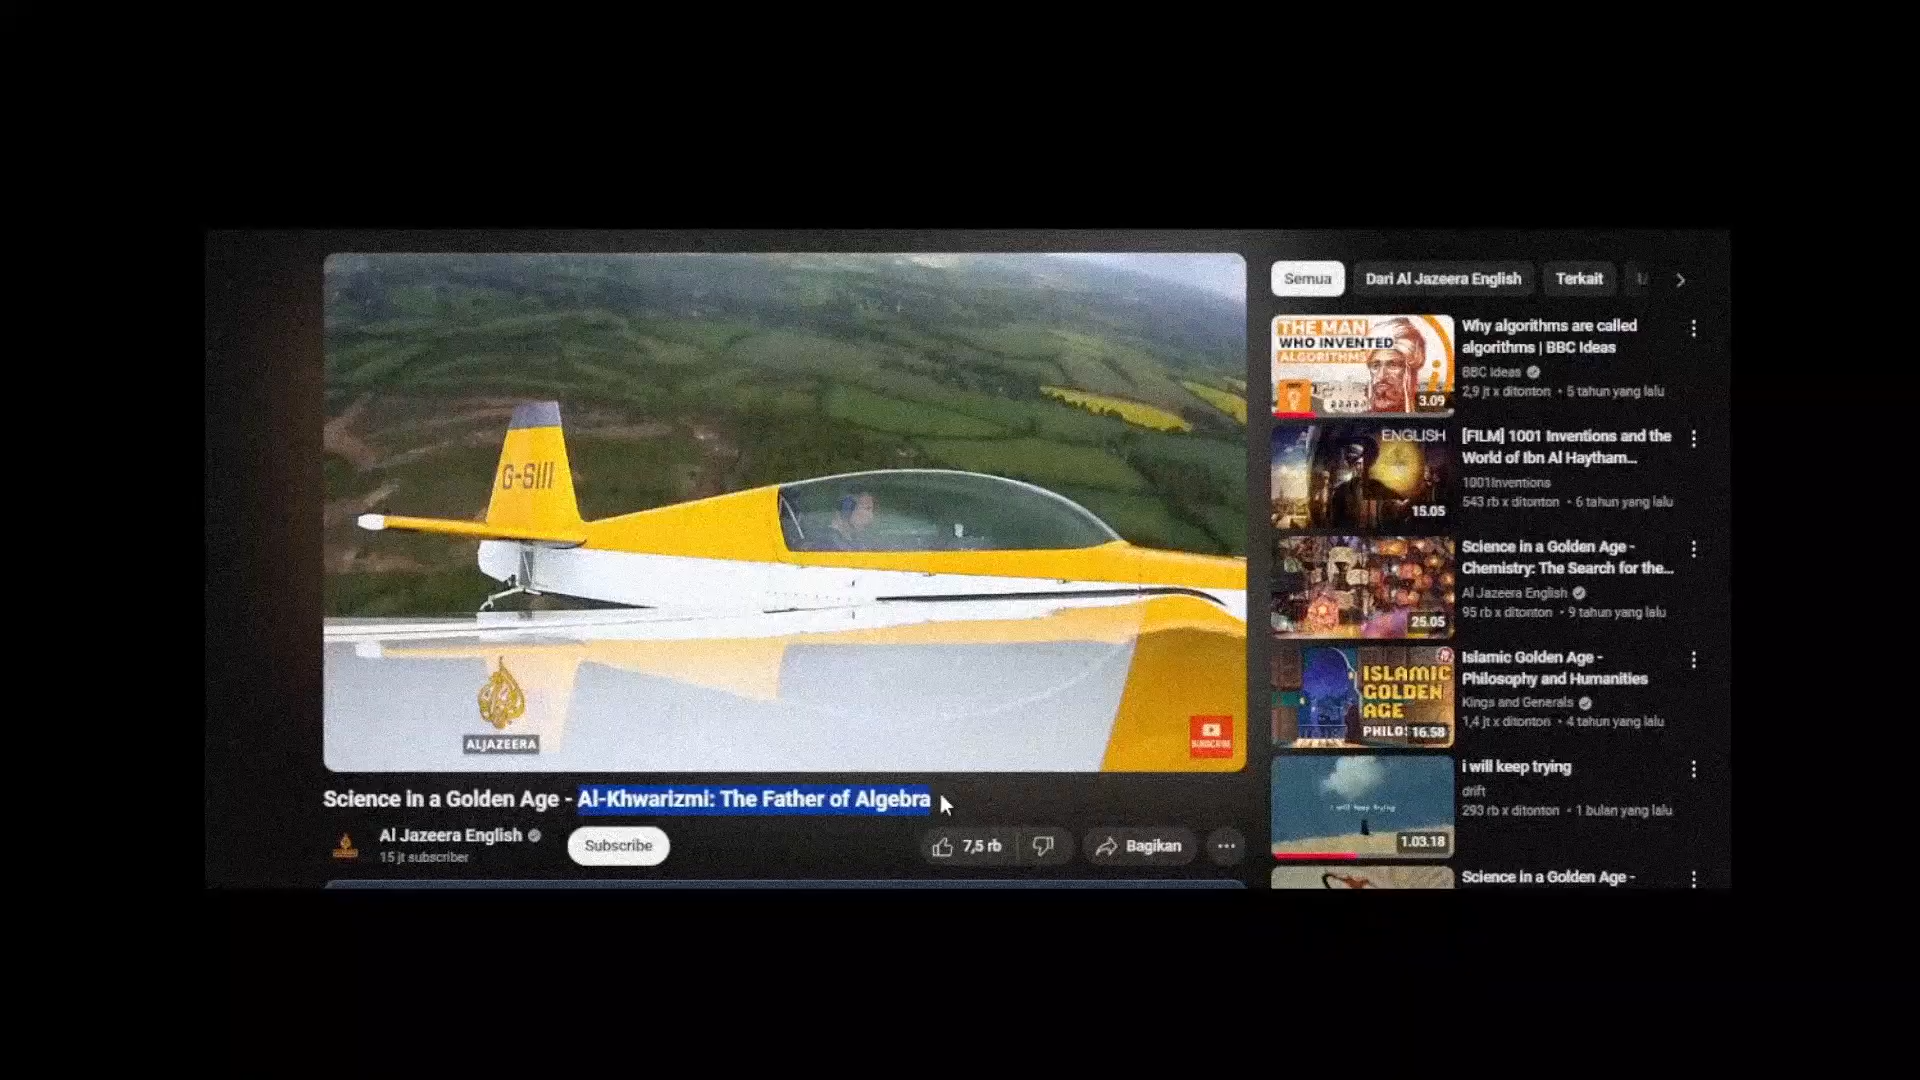 G-SIII
ALJAZEERA
SUBSCRIBE
Science in a Golden Age - Al-Khwarizmi: The Father of Algebra
Al Jazeera English
15 jt subscriber
Subscribe
7,5 rb
Bagikan
Semua
Dari Al Jazeera English
Terkait
THE MAN
WHO INVENTED
ALGORITHMS
3.09
Why algorithms are called
algorithms | BBC Ideas
BBC Ideas
2,9 jt x ditonton • 5 tahun yang lalu
ENGLISH
15.05
[FILM] 1001 Inventions and the
World of Ibn Al Haytham...
1001Inventions
543 rb x ditonton • 6 tahun yang lalu
25.05
Science in a Golden Age -
Chemistry: The Search for the...
Al Jazeera English
95 rb x ditonton • 9 tahun yang lalu
ISLAMIC
GOLDEN
AGE
PHILO
16.58
Islamic Golden Age -
Philosophy and Humanities
Kings and Generals
1,4 jt x ditonton • 4 tahun yang lalu
i will keep trying
1.03.18
i will keep trying
drift
293 rb x ditonton • 1 bulan yang lalu
Science in a Golden Age -